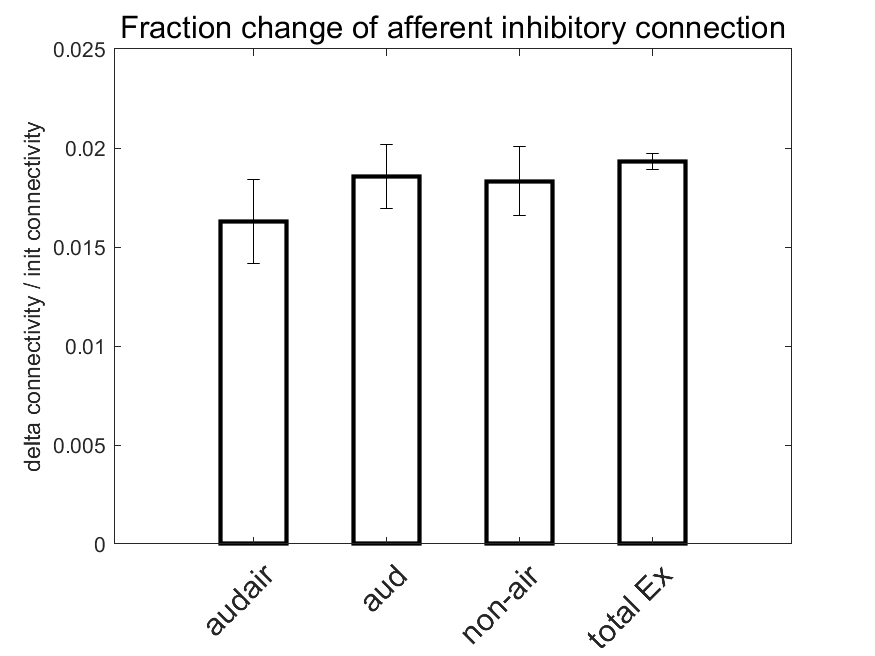 Fraction change of afferent inhibitory connection
0.025
0.02
0.015
0.01
0.005
0
delta connectivity / init connectivity
audair
aud
non-air
total Ex